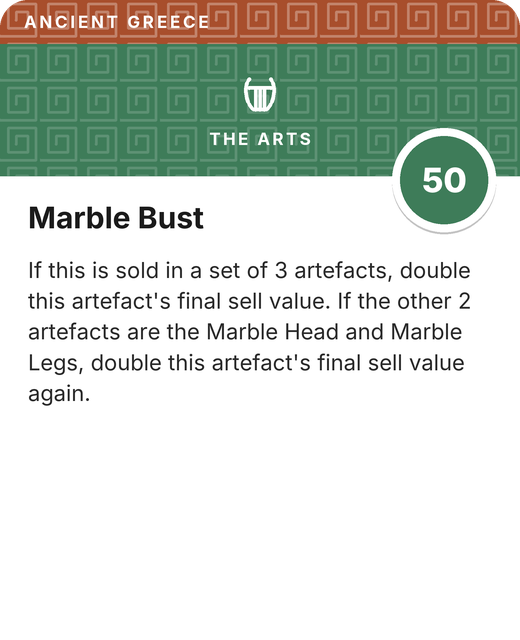 ANCIENT GREECE
THE ARTS
50
Marble Bust
If this is sold in a set of 3 artefacts, double
this artefact's final sell value. If the other 2
artefacts are the Marble Head and Marble
Legs, double this artefact's final sell value
again.